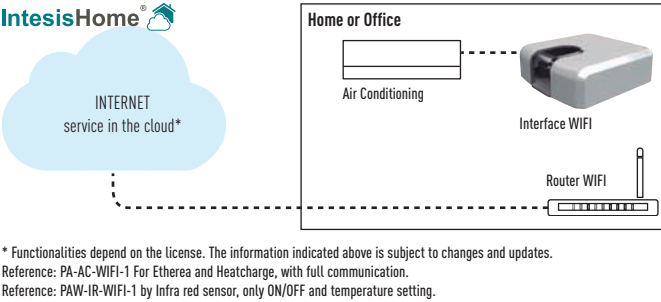 IntesisHome®
Home or Office
INTERNET
service in the cloud*
Air Conditioning
Interface WIFI
Router WIFI
* Functionalities depend on the license. The information indicated above is subject to changes and updates.
Reference: PA-AC-WIFI-1 For Etherea and Heatcharge, with full communication.
Reference: PAW-IR-WIFI-1 by Infra red sensor, only ON/OFF and temperature setting.